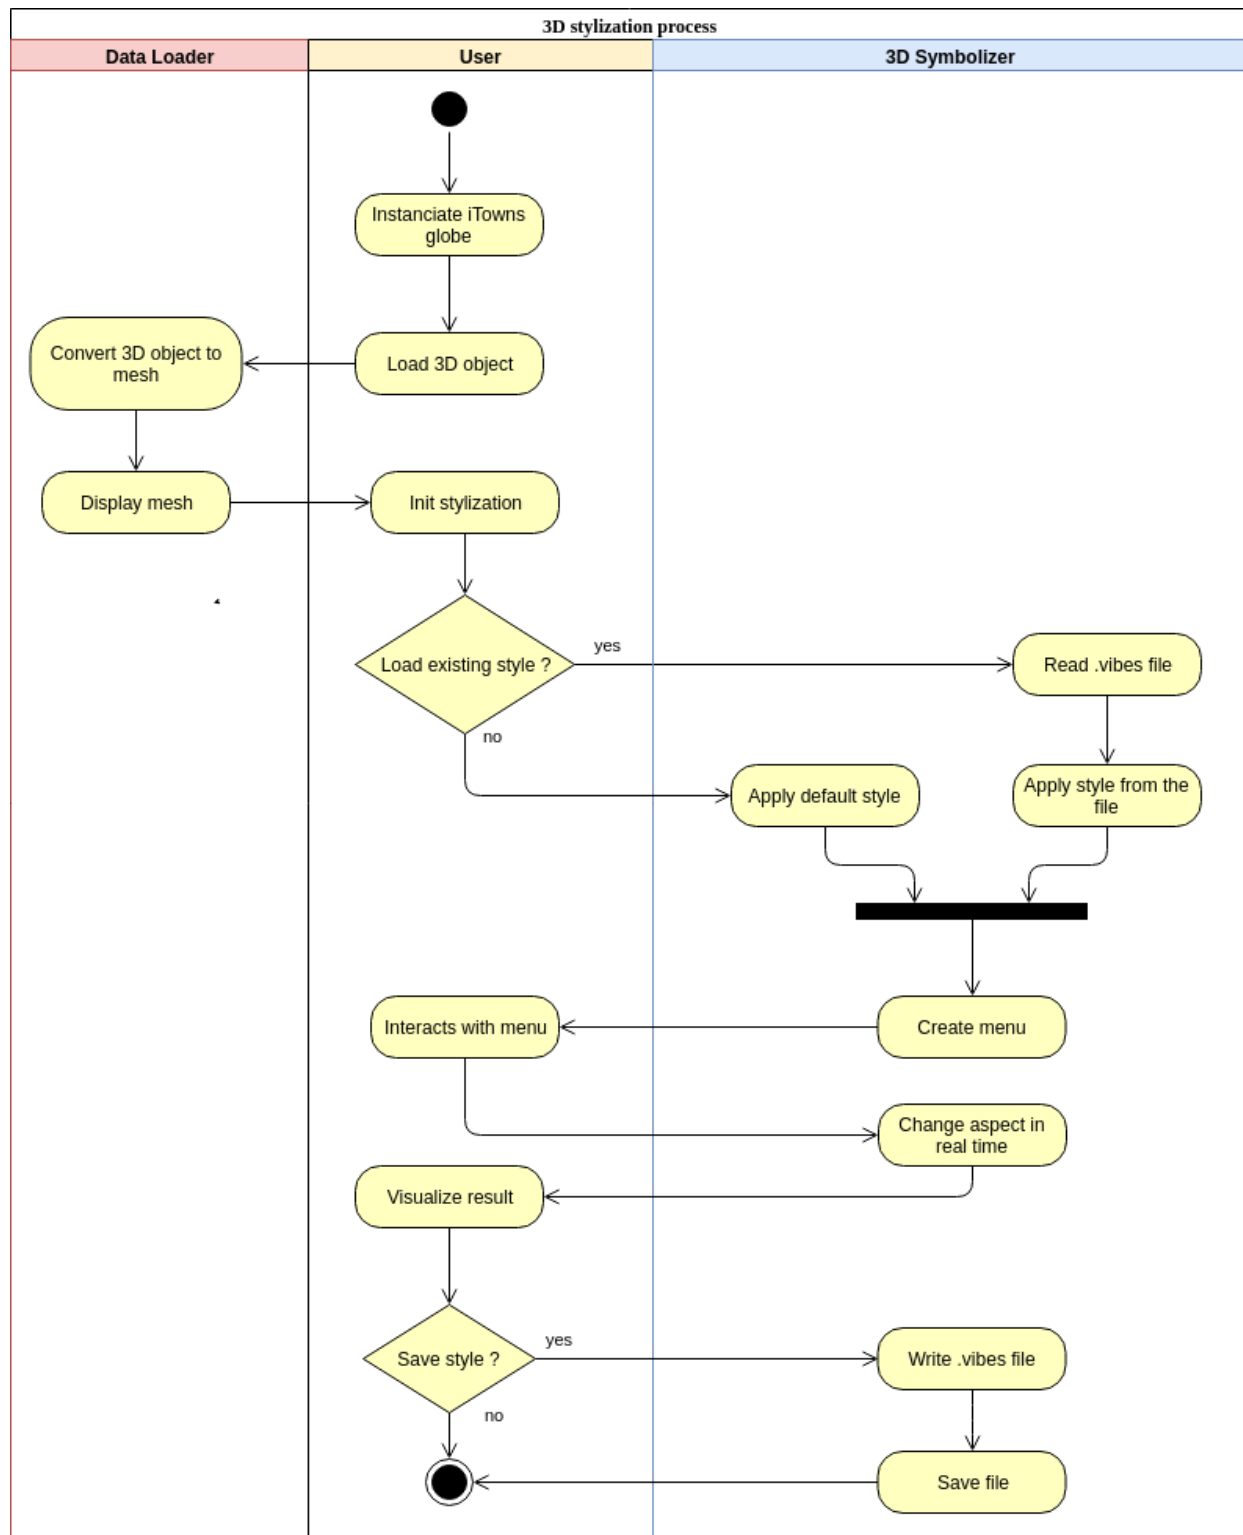 3D stylization process
Data Loader
User
3D Symbolizer
Instanciate iTowns
globe
Convert 3D object to
mesh
Load 3D object
Display mesh
Init stylization
Load existing style ?
yes
no
Read .vibes file
Apply default style
Apply style from the
file
Interacts with menu
Create menu
Change aspect in
real time
Visualize result
Save style ?
yes
no
Write .vibes file
Save file